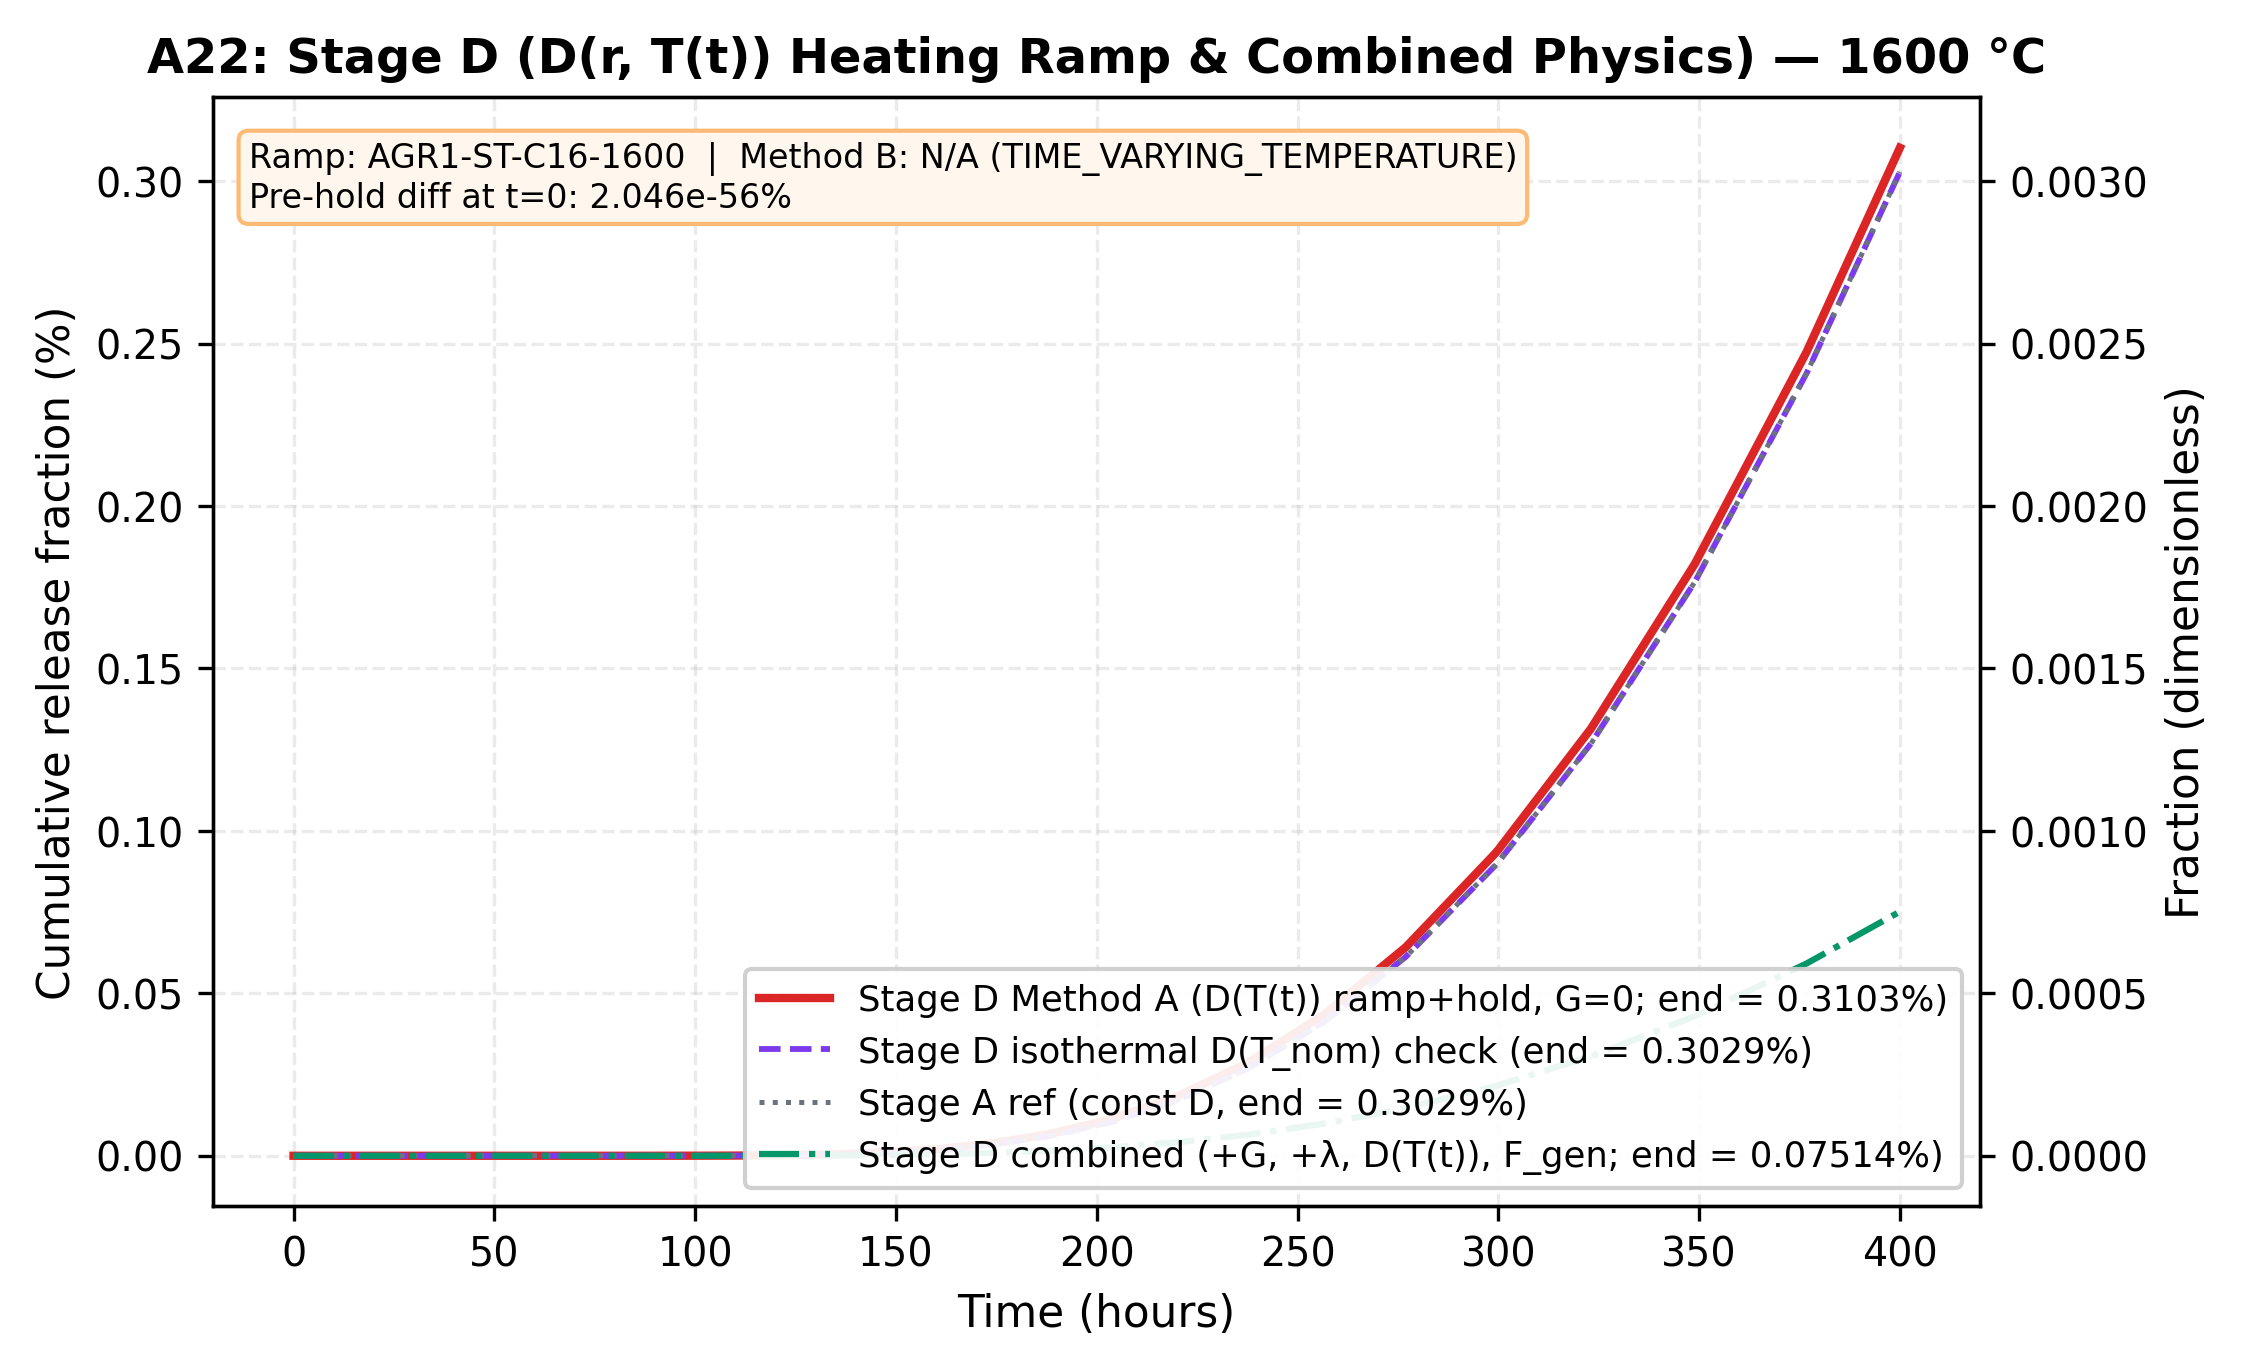 A22: Stage D (D(r, T(t)) Heating Ramp & Combined Physics) — 1600 °C
Ramp: AGR1-ST-C16-1600 | Method B: N/A (TIME_VARYING_TEMPERATURE)
Pre-hold diff at t=0: 2.046e-56%
Cumulative release fraction (%)
0.30
0.25
0.20
0.15
0.10
0.05
0.00
0.0030
0.0025
0.0020
0.0015
0.0010
0.0005
0.0000
Fraction (dimensionless)
Stage D Method A (D(T(t)) ramp+hold, G=0; end = 0.3103%)
Stage D isothermal D(T_nom) check (end = 0.3029%)
Stage A ref (const D, end = 0.3029%)
Stage D combined (+G, +λ, D(T(t)), F_gen; end = 0.07514%)
0 50 100 150 200 250 300 350 400
Time (hours)